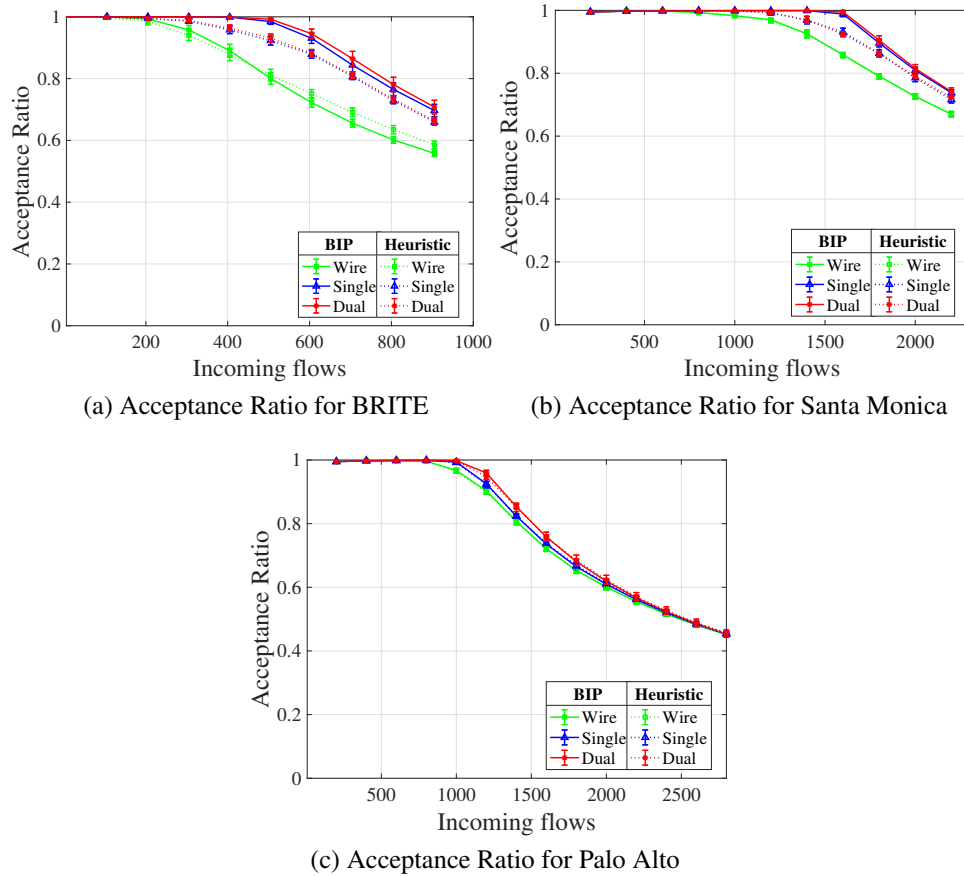 1
0.8
0.6
0.4
0.2
0
Acceptance Ratio
200 400 600 800 1000
Incoming flows
BIP Heuristic
Wire Wire
Single Single
Dual Dual
(a) Acceptance Ratio for BRITE
1
0.8
0.6
0.4
0.2
0
Acceptance Ratio
500 1000 1500 2000
Incoming flows
BIP Heuristic
Wire Wire
Single Single
Dual Dual
(b) Acceptance Ratio for Santa Monica
1
0.8
0.6
0.4
0.2
0
Acceptance Ratio
500 1000 1500 2000 2500
Incoming flows
BIP Heuristic
Wire Wire
Single Single
Dual Dual
(c) Acceptance Ratio for Palo Alto